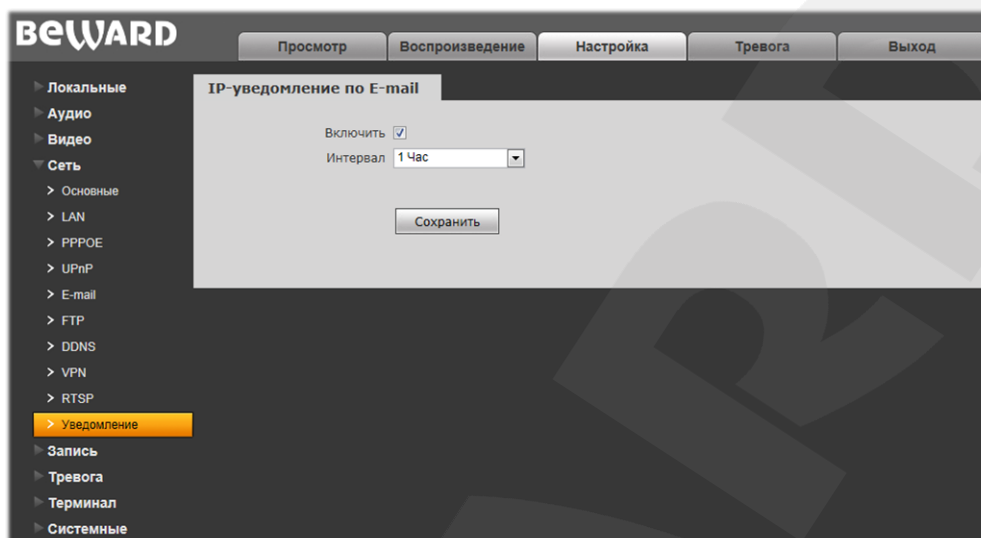 BEWARD
Просмотр Воспроизведение Настройка Тревога Выход
Локальные
Аудио
Видео
Сеть
Основные
LAN
PPPOE
UPnP
E-mail
FTP
DDNS
VPN
RTSP
Уведомление
Запись
Тревога
Терминал
Системные
IP-уведомление по E-mail
Включить
Интервал 1 Час
Сохранить